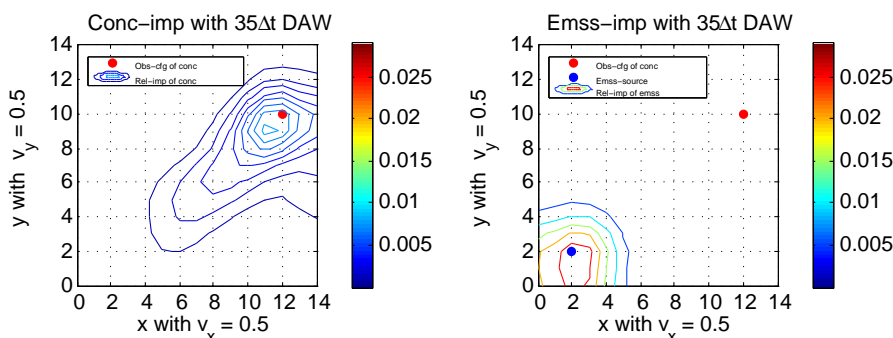 Conc-imp with 35Δt DAW
Obs-cfg of conc
Rel-imp of conc
14
12
10
8
6
4
2
0
y with v_y = 0.5
0 2 4 6 8 10 12 14
x with v_x = 0.5
0.025
0.02
0.015
0.01
0.005
Emss-imp with 35Δt DAW
Obs-cfg of conc
Emss-source
Rel-imp of emss
14
12
10
8
6
4
2
0
y with v_y = 0.5
0 2 4 6 8 10 12 14
x with v_x = 0.5
0.025
0.02
0.015
0.01
0.005